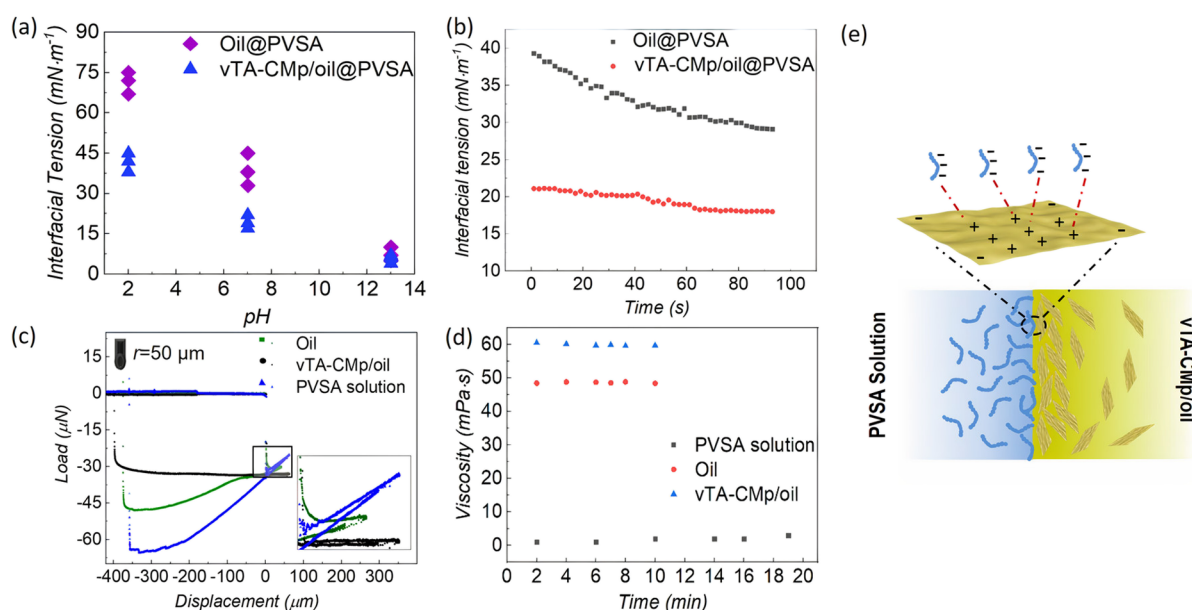 (a)
Interfacial Tension (mN·m⁻¹)
90
75
60
45
30
15
0
Oil@PVSA
vTA-CMp/oil@PVSA
2 4 6 8 10 12 14
pH
(b)
Interfacial tension (mN·m⁻¹)
40
35
30
25
20
15
10
Oil@PVSA
vTA-CMp/oil@PVSA
0 20 40 60 80 100
Time (s)
(c)
Load (µN)
15
0
-15
-30
-45
-60
r=50 µm
Oil
vTA-CMp/oil
PVSA solution
-400 -300 -200 -100 0 100 200 300
Displacement (µm)
(d)
Viscosity (mPa·s)
60
50
40
30
20
10
0
PVSA solution
Oil
vTA-CMp/oil
0 2 4 6 8 10 12 14 16 18 20
Time (min)
(e)
PVSA Solution
vTA-CMp/oil